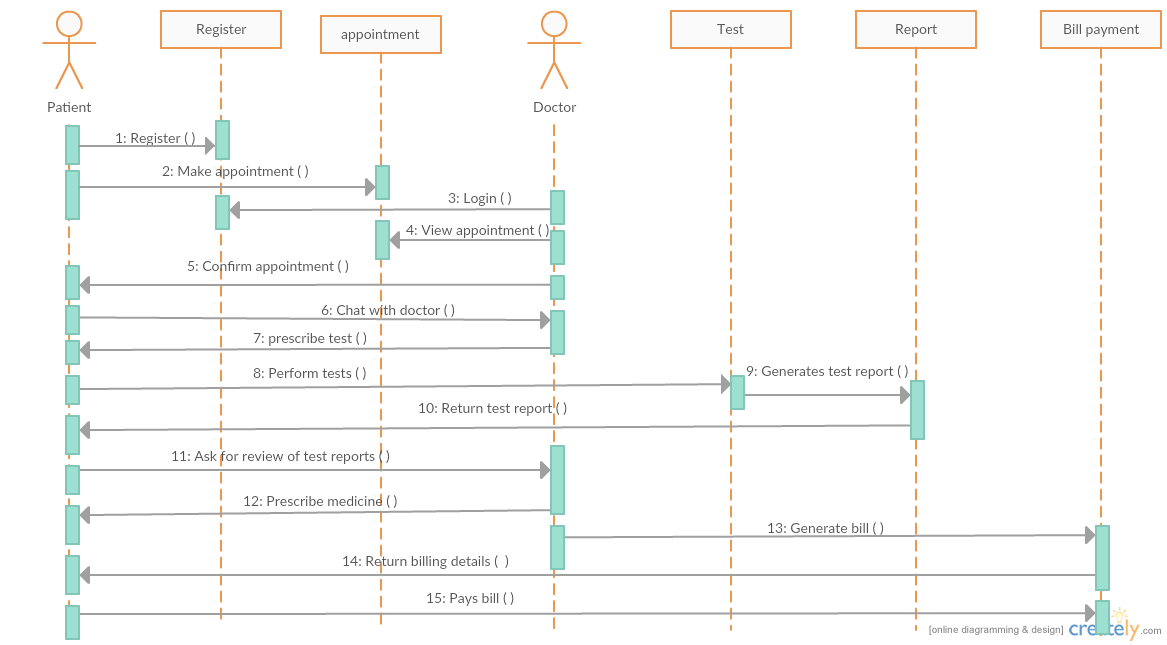 Register
appointment
Test
Report
Bill payment
Patient
Doctor
1: Register ( )
2: Make appointment ( )
3: Login ( )
4: View appointment ( )
5: Confirm appointment ( )
6: Chat with doctor ( )
7: prescribe test ( )
8: Perform tests ( )
9: Generates test report ( )
10: Return test report ( )
11: Ask for review of test reports ( )
12: Prescribe medicine ( )
13: Generate bill ( )
14: Return billing details ( )
15: Pays bill ( )
[online diagramming & design] creately.com